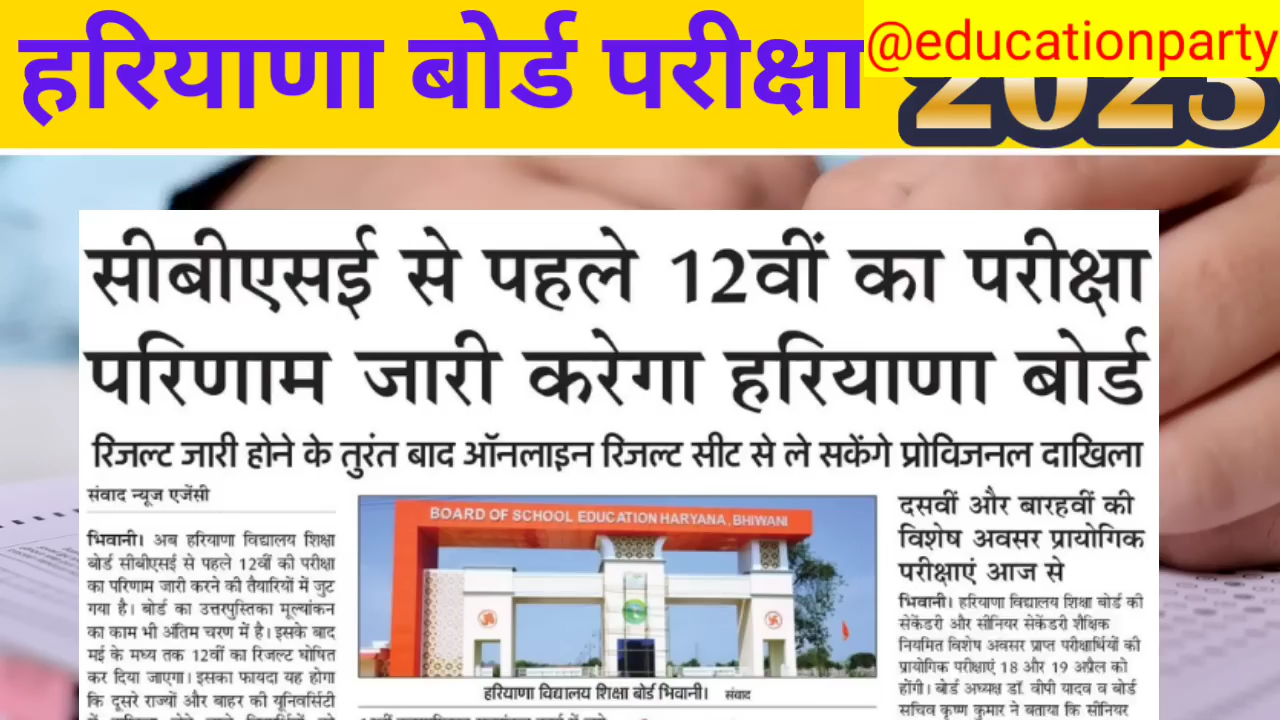 हरियाणा बोर्ड परीक्षा
@educationparty
2023
सीबीएसई से पहले 12वीं का परीक्षा
परिणाम जारी करेगा हरियाणा बोर्ड
रिजल्ट जारी होने के तुरंत बाद ऑनलाइन रिजल्ट सीट से ले सकेंगे प्रोविजनल दाखिला
संवाद न्यूज एजेंसी
भिवानी। अब हरियाणा विद्यालय शिक्षा
बोर्ड सीबीएसई से पहले 12वीं की परीक्षा
का परिणाम जारी करने की तैयारियों में जुट
गया है। बोर्ड का उत्तरपुस्तिका मूल्यांकन
का काम भी अंतिम चरण में है। इसके बाद
मई के मध्य तक 12वीं का रिजल्ट घोषित
कर दिया जाएगा। इसका फायदा यह होगा
कि दूसरे राज्यों और बाहर की यूनिवर्सिटी
BOARD OF SCHOOL EDUCATION HARYANA, BHIWANI
हरियाणा विद्यालय शिक्षा बोर्ड भिवानी। संवाद
दसवीं और बारहवीं की
विशेष अवसर प्रायोगिक
परीक्षाएं आज से
भिवानी। हरियाणा विद्यालय शिक्षा बोर्ड की
सेकेंडरी और सीनियर सेकेंडरी शैक्षिक
नियमित विशेष अवसर प्राप्त परीक्षार्थियों की
प्रायोगिक परीक्षाएं 18 और 19 अप्रैल को
होंगी। बोर्ड अध्यक्ष डॉ. वीपी यादव व बोर्ड
सचिव कृष्ण कुमार ने बताया कि सीनियर